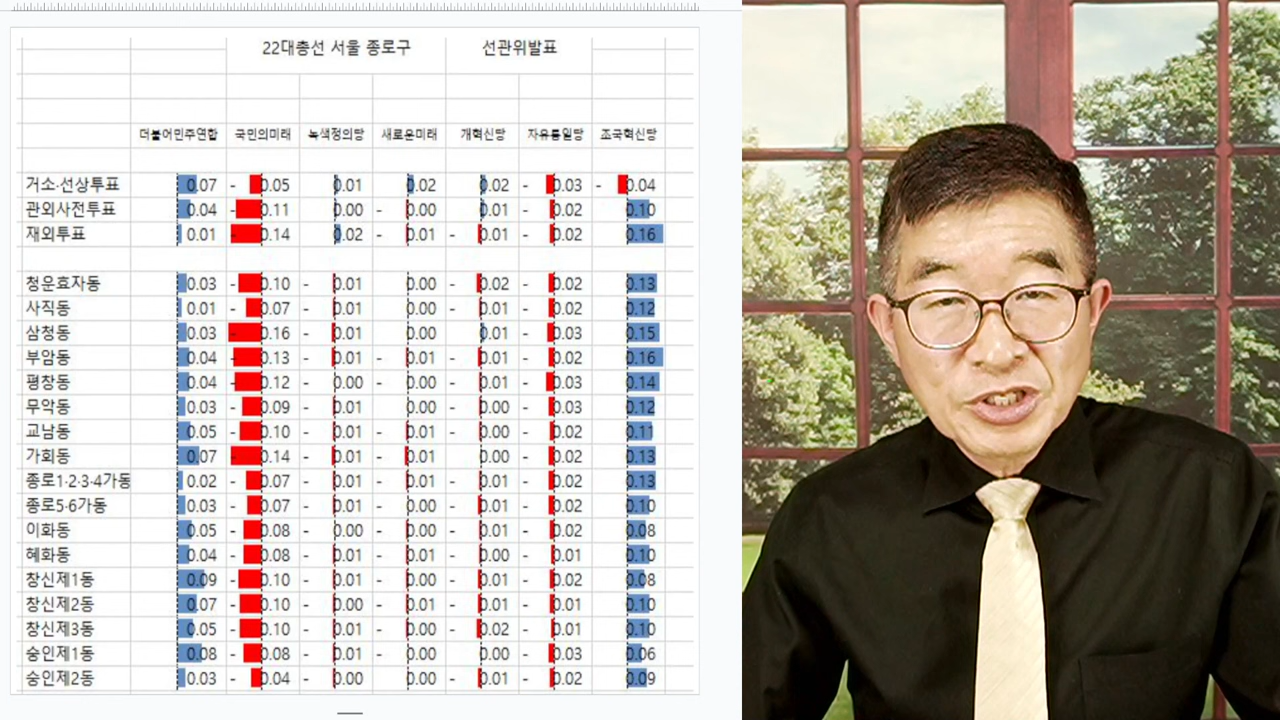 22대총선 서울 종로구 선관위발표
더불어민주연합 국민의미래 녹색정의당 새로운미래 개혁신당 자유통일당 조국혁신당
거소·선상투표 0.07 - 0.05 0.01 0.02 0.02 - 0.03 - 0.04
관외사전투표 0.04 - 0.11 0.00 - 0.00 0.01 - 0.02 0.10
재외투표 0.01 - 0.14 0.02 - 0.01 - 0.01 - 0.02 0.16
청운효자동 0.03 - 0.10 - 0.01 0.00 - 0.02 - 0.02 0.13
사직동 0.01 - 0.07 - 0.01 0.00 - 0.01 - 0.02 0.12
삼청동 0.03 - 0.16 - 0.01 0.00 0.01 - 0.03 0.15
부암동 0.04 - 0.13 - 0.01 - 0.01 - 0.01 - 0.02 0.16
평창동 0.04 - 0.12 - 0.00 - 0.00 - 0.01 - 0.03 0.14
무악동 0.03 - 0.09 - 0.01 - 0.00 - 0.00 - 0.03 0.12
교남동 0.05 - 0.10 - 0.01 - 0.01 - 0.00 - 0.02 0.11
가회동 0.07 - 0.14 - 0.01 - 0.01 0.00 - 0.02 0.13
종로1·2·3·4가동 0.02 - 0.07 - 0.01 - 0.00 - 0.01 - 0.02 0.13
종로5·6가동 0.03 - 0.07 - 0.01 - 0.00 - 0.01 - 0.02 0.10
이화동 0.05 - 0.08 - 0.00 - 0.00 - 0.01 - 0.02 0.08
혜화동 0.04 - 0.08 - 0.01 - 0.01 - 0.00 - 0.01 0.10
창신제1동 0.09 - 0.10 - 0.01 - 0.00 - 0.01 - 0.02 0.08
창신제2동 0.07 - 0.10 - 0.00 - 0.01 - 0.01 - 0.01 0.10
창신제3동 0.05 - 0.10 - 0.01 - 0.00 - 0.02 - 0.01 0.10
숭인제1동 0.08 - 0.08 - 0.01 - 0.00 0.00 - 0.03 0.06
숭인제2동 0.03 - 0.04 - 0.00 0.00 - 0.01 - 0.02 0.09